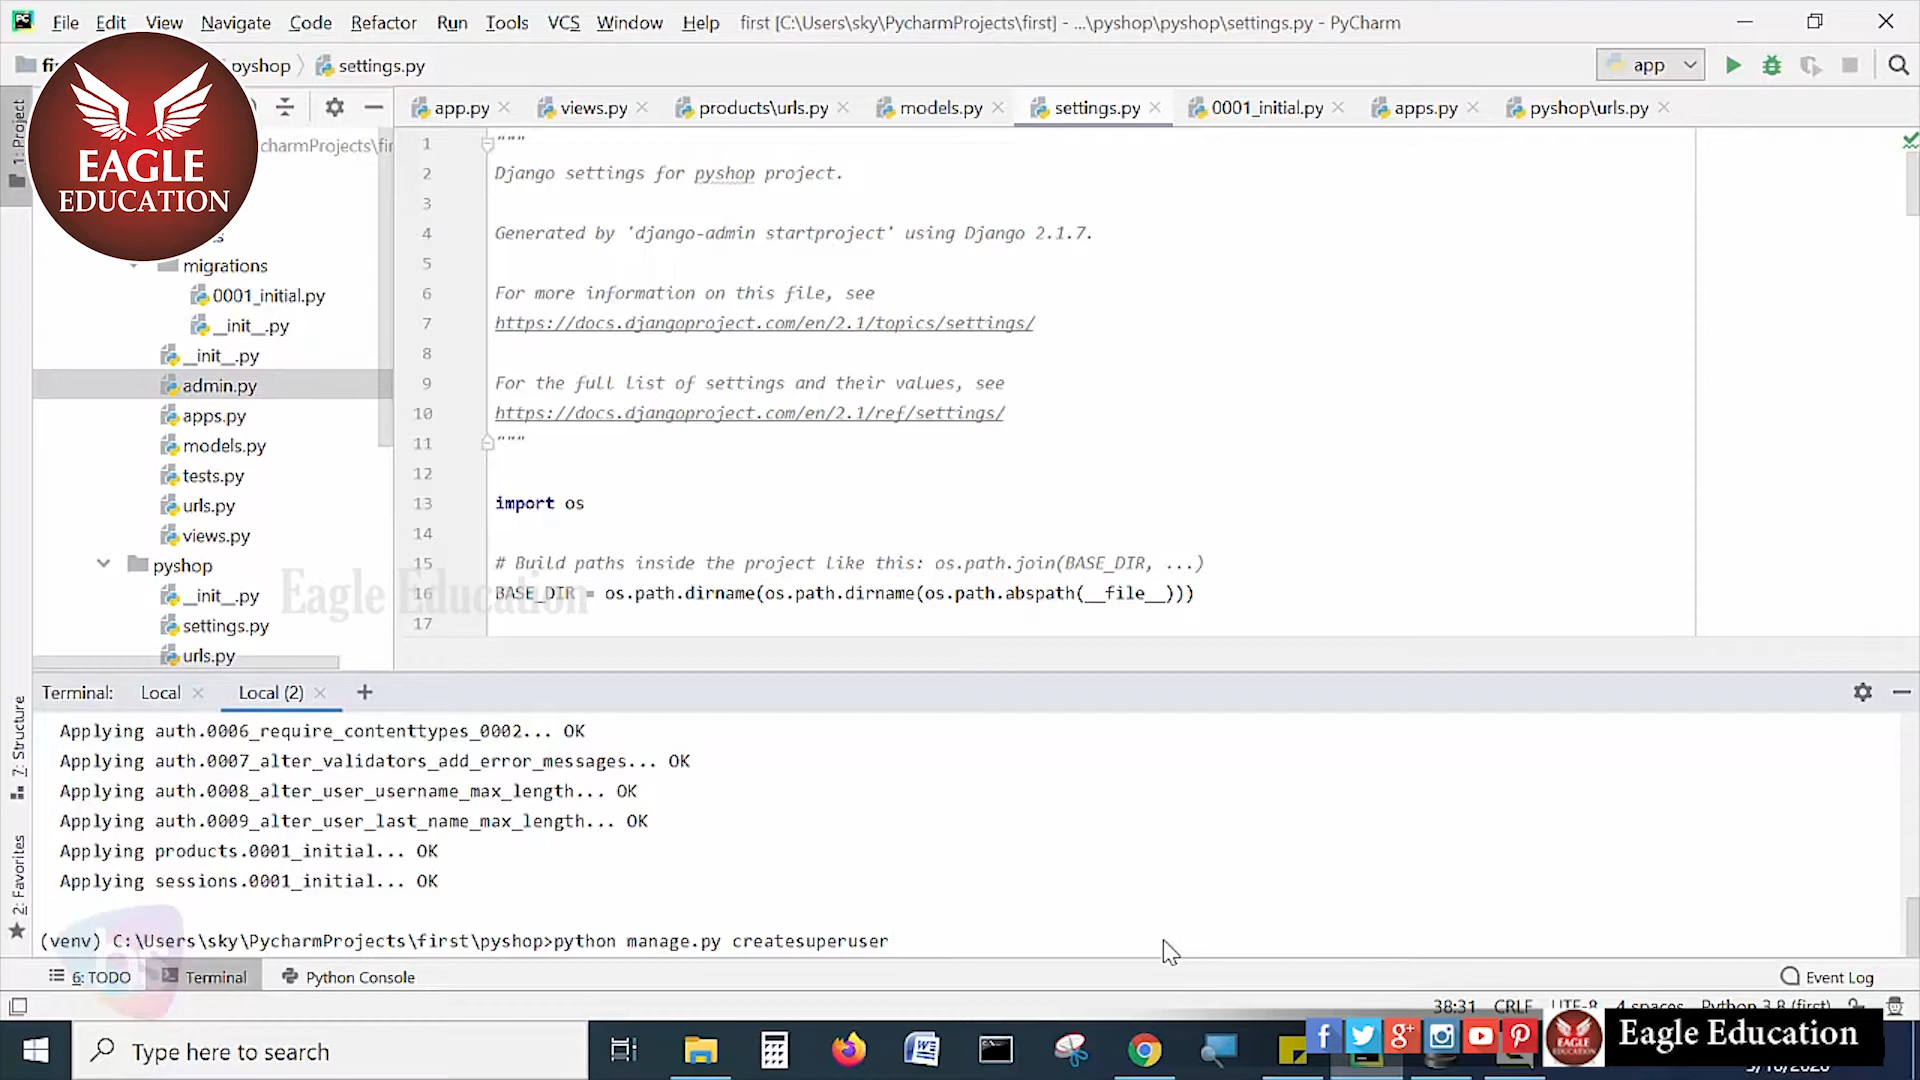 File Edit View Navigate Code Refactor Run Tools VCS Window Help first [C:\Users\sky\PycharmProjects\first] - ...\pyshop\pyshop\settings.py - PyCharm
pyshop settings.py app
EAGLE
EDUCATION
1: Project
app.py views.py products\urls.py models.py settings.py 0001_initial.py apps.py pyshop\urls.py
migrations
0001_initial.py
__init__.py
__init__.py
admin.py
apps.py
models.py
tests.py
urls.py
views.py
pyshop
__init__.py
settings.py
urls.py
1 """
2 Django settings for pyshop project.
3
4 Generated by 'django-admin startproject' using Django 2.1.7.
5
6 For more information on this file, see
7 https://docs.djangoproject.com/en/2.1/topics/settings/
8
9 For the full list of settings and their values, see
10 https://docs.djangoproject.com/en/2.1/ref/settings/
11 """
12
13 import os
14
15 # Build paths inside the project like this: os.path.join(BASE_DIR, ...)
16 BASE_DIR = os.path.dirname(os.path.dirname(os.path.abspath(__file__)))
17
Eagle Education
7: Structure
2: Favorites
Terminal: Local Local (2) +
Applying auth.0006_require_contenttypes_0002... OK
Applying auth.0007_alter_validators_add_error_messages... OK
Applying auth.0008_alter_user_username_max_length... OK
Applying auth.0009_alter_user_last_name_max_length... OK
Applying products.0001_initial... OK
Applying sessions.0001_initial... OK
(venv) C:\Users\sky\PycharmProjects\first\pyshop>python manage.py createsuperuser
6: TODO Terminal Python Console Event Log
38:31 CRLF UTF-8 4 spaces Python 3.8 (first)
Type here to search
EAGLE
EDUCATION
Eagle Education